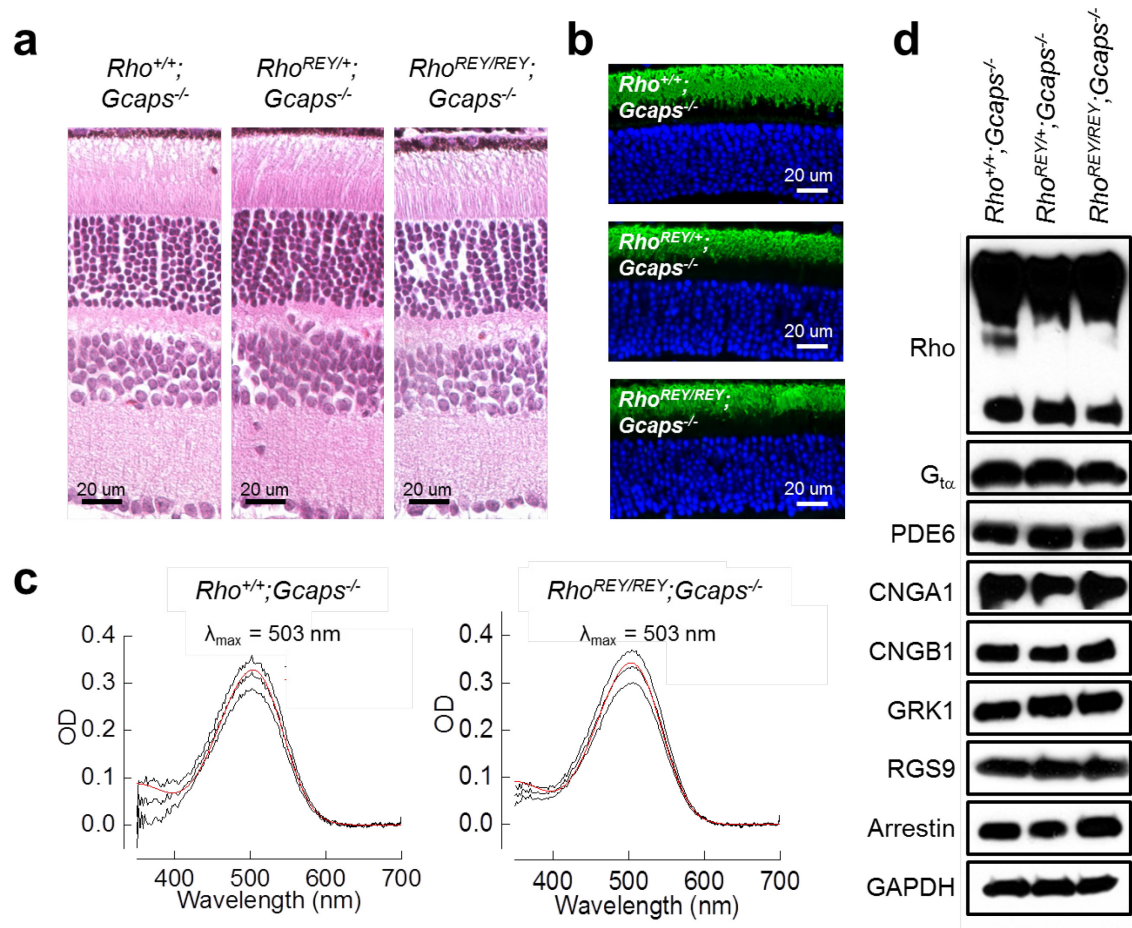 a
Rho+/+;
Gcaps-/-
RhoREY/+;
Gcaps-/-
RhoREY/REY;
Gcaps-/-
20 um
20 um
20 um
b
Rho+/+;
Gcaps-/-
20 um
RhoREY/+;
Gcaps-/-
20 um
RhoREY/REY;
Gcaps-/-
20 um
c
Rho+/+;Gcaps-/-
λmax = 503 nm
OD
0.4
0.3
0.2
0.1
0.0
400 500 600 700
Wavelength (nm)
RhoREY/REY;Gcaps-/-
λmax = 503 nm
OD
0.4
0.3
0.2
0.1
0.0
400 500 600 700
Wavelength (nm)
d
Rho+/+;Gcaps-/-
RhoREY/+;Gcaps-/-
RhoREY/REY;Gcaps-/-
Rho
Gtα
PDE6
CNGA1
CNGB1
GRK1
RGS9
Arrestin
GAPDH